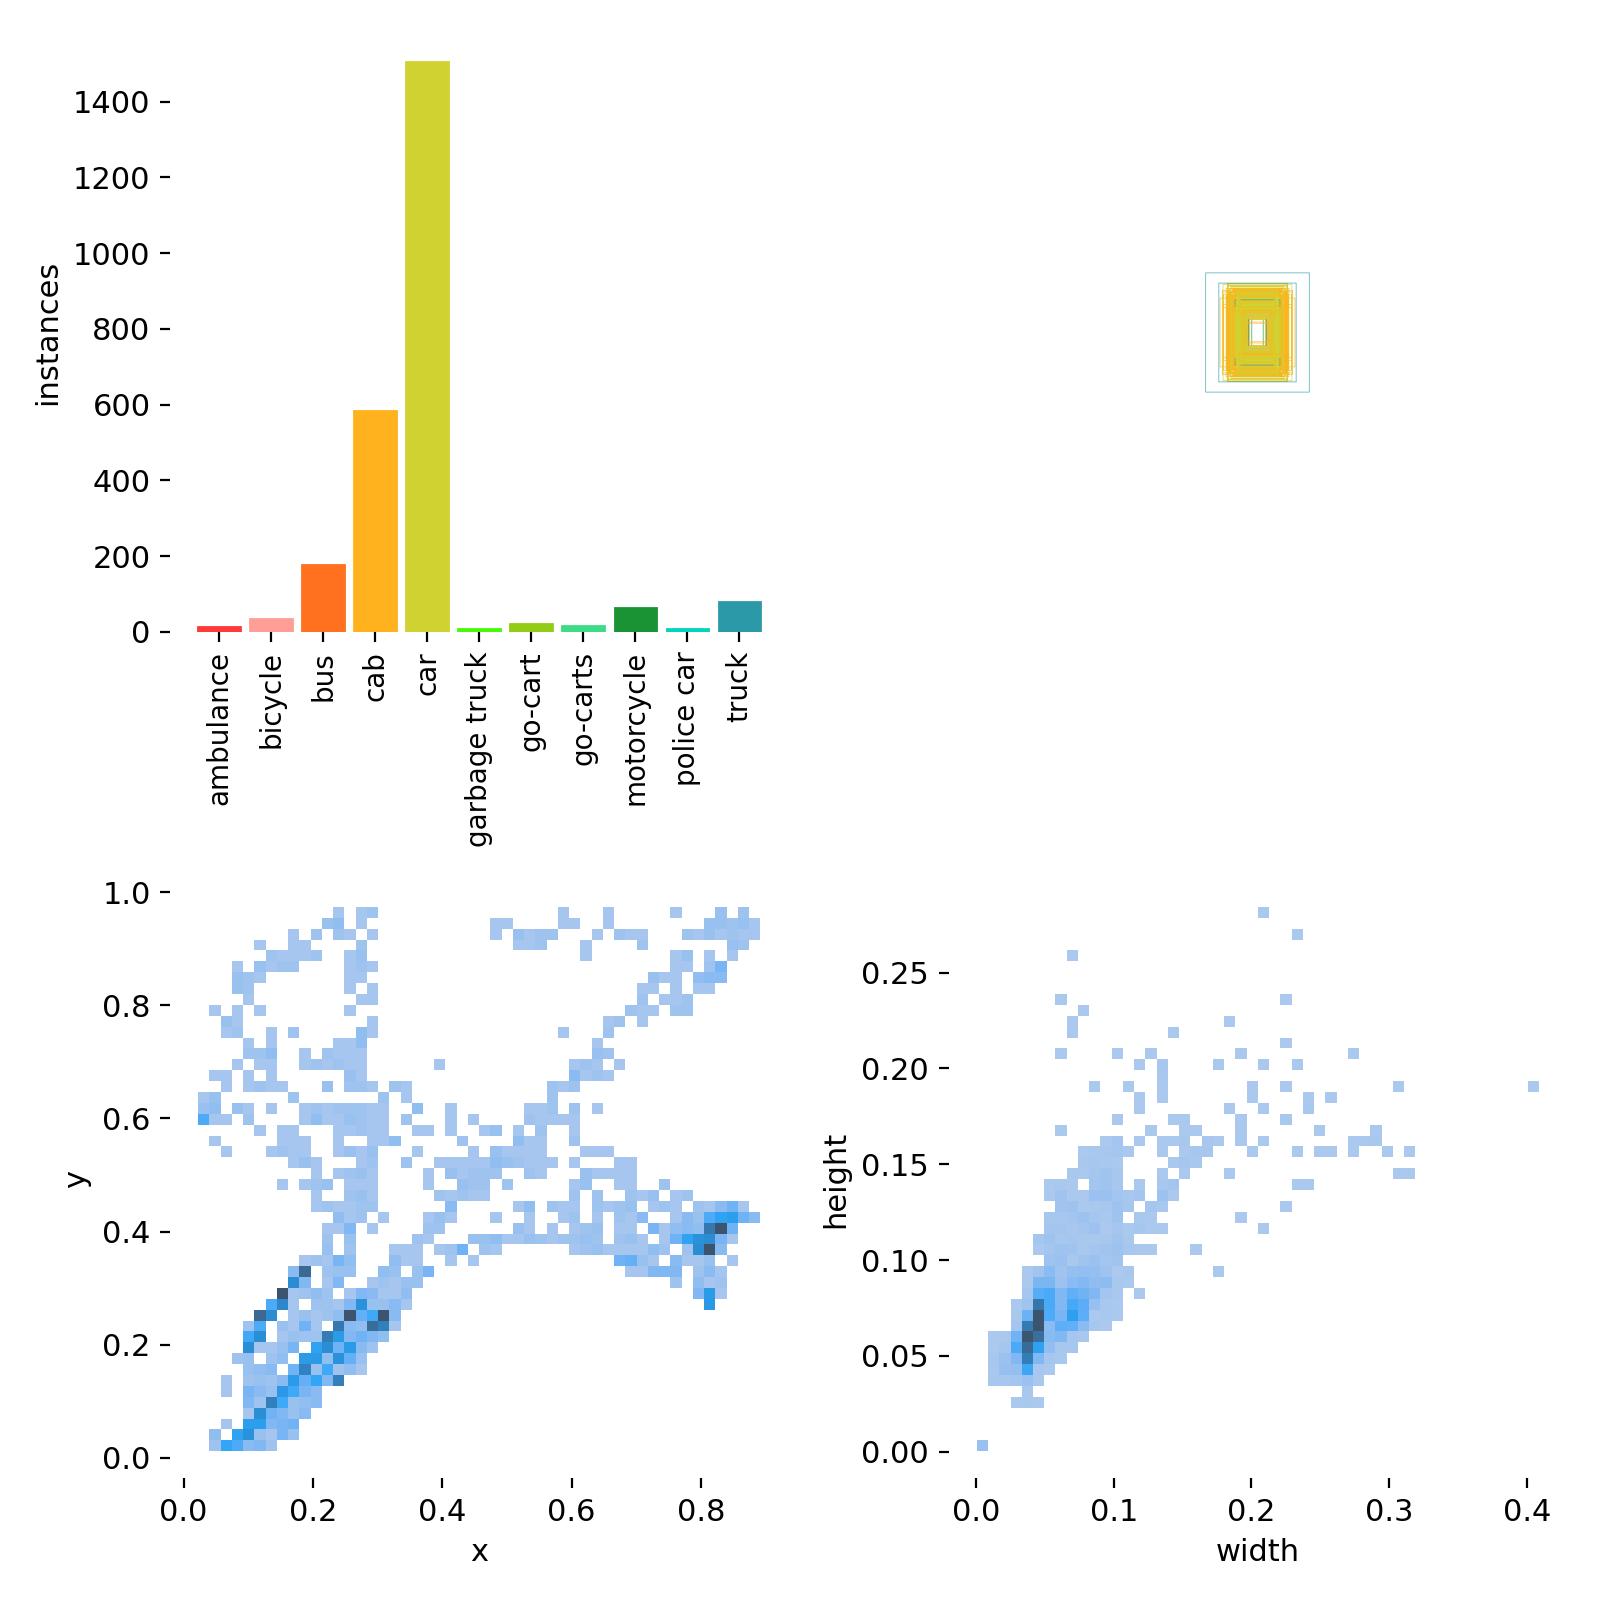 1400
1200
1000
800
600
400
200
0
instances
ambulance
bicycle
bus
cab
car
garbage truck
go-cart
go-carts
motorcycle
police car
truck
1.0
0.8
0.6
0.4
0.2
0.0
y
0.0 0.2 0.4 0.6 0.8
x
0.25
0.20
0.15
0.10
0.05
0.00
height
0.0 0.1 0.2 0.3 0.4
width